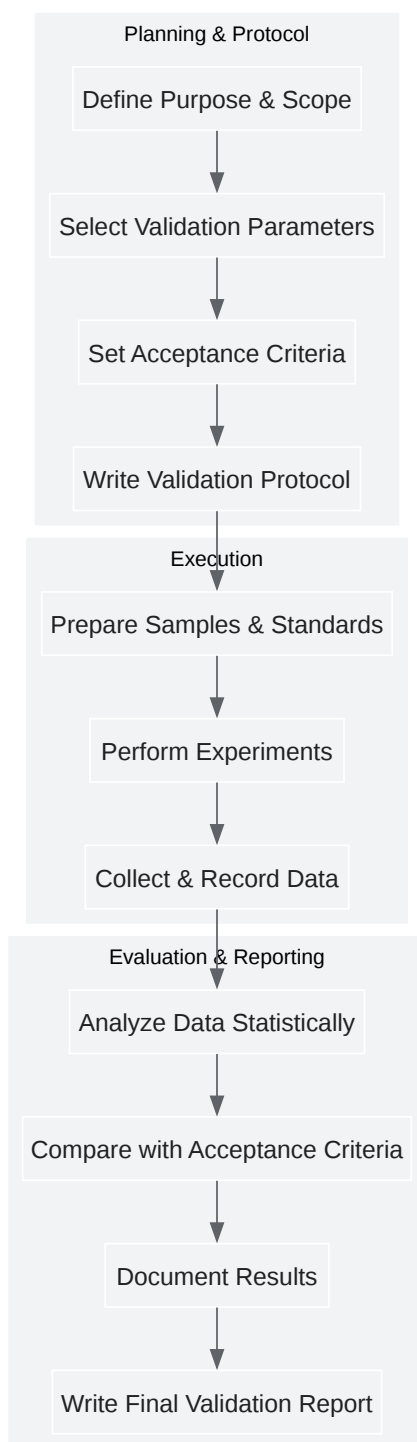 Planning & Protocol
Define Purpose & Scope
Select Validation Parameters
Set Acceptance Criteria
Write Validation Protocol
Execution
Prepare Samples & Standards
Perform Experiments
Collect & Record Data
Evaluation & Reporting
Analyze Data Statistically
Compare with Acceptance Criteria
Document Results
Write Final Validation Report